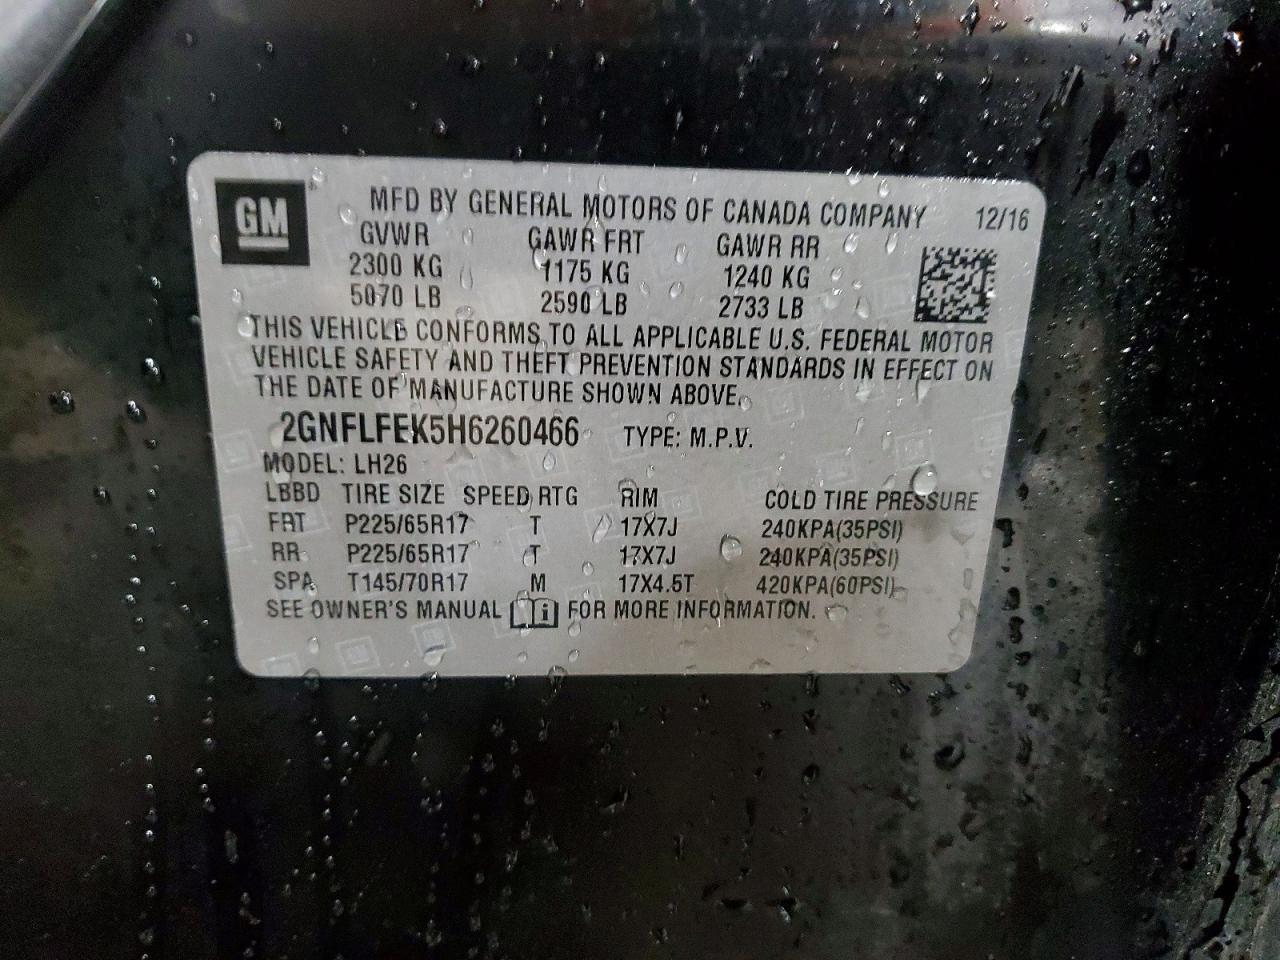 GM
MFD BY GENERAL MOTORS OF CANADA COMPANY 12/16
GVWR GAWR FRT GAWR RR
2300 KG 1175 KG 1240 KG
5070 LB 2590 LB 2733 LB
THIS VEHICLE CONFORMS TO ALL APPLICABLE U.S. FEDERAL MOTOR
VEHICLE SAFETY AND THEFT PREVENTION STANDARDS IN EFFECT ON
THE DATE OF MANUFACTURE SHOWN ABOVE.
2GNFLFEK5H6260466 TYPE: M.P.V.
MODEL: LH26
LBBD TIRE SIZE SPEED RTG RIM COLD TIRE PRESSURE
FRT P225/65R17 T 17X7J 240KPA(35PSI)
RR P225/65R17 T 17X7J 240KPA(35PSI)
SPA T145/70R17 M 17X4.5T 420KPA(60PSI)
SEE OWNER'S MANUAL i FOR MORE INFORMATION.